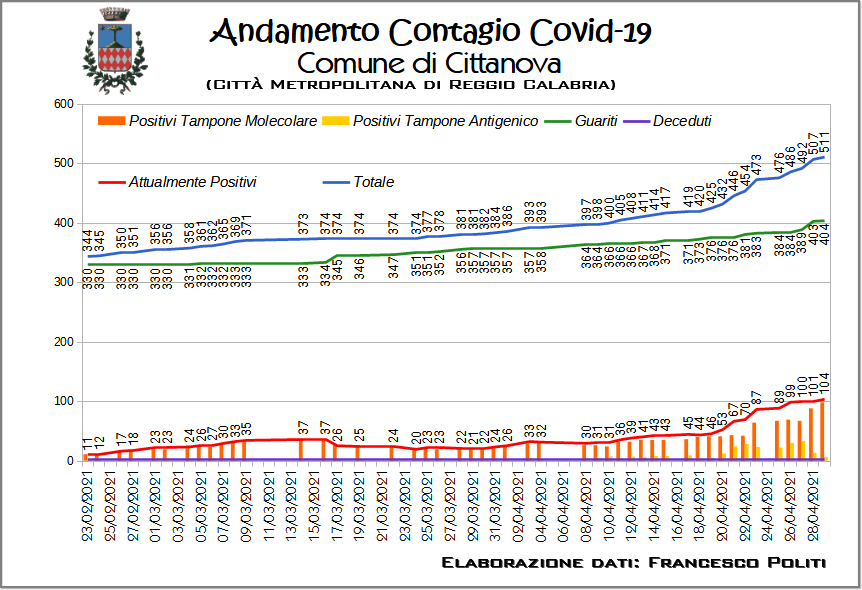 Andamento Contagio Covid-19
Comune di Cittanova
(Città Metropolitana di Reggio Calabria)
600
Positivi Tampone Molecolare Positivi Tampone Antigenico Guariti Deceduti
500
Attualmente Positivi Totale
400
300
200
100
0
344 345 350 351 356 356 358 361 362 365 369 371 373 374 374 374 374 377 378 381 381 382 384 386 393 393 397 398 400 405 408 411 414 417 419 420 425 432 446 454 473 476 486 492 507 511
330 330 330 330 330 330 331 332 332 332 333 333 333 334 345 346 347 351 351 352 356 357 357 357 357 357 358 364 364 366 366 366 367 368 371 371 373 376 376 376 381 383 384 384 389 403 404
11 12 17 18 23 23 24 26 27 30 33 35 37 37 26 25 24 20 23 23 22 21 22 24 26 33 32 30 31 31 36 39 41 43 43 45 44 46 53 67 70 87 89 99 100 101 104
23/02/2021 25/02/2021 27/02/2021 01/03/2021 03/03/2021 05/03/2021 07/03/2021 09/03/2021 11/03/2021 13/03/2021 15/03/2021 17/03/2021 19/03/2021 21/03/2021 23/03/2021 25/03/2021 27/03/2021 29/03/2021 31/03/2021 02/04/2021 04/04/2021 06/04/2021 08/04/2021 10/04/2021 12/04/2021 14/04/2021 16/04/2021 18/04/2021 20/04/2021 22/04/2021 24/04/2021 26/04/2021 28/04/2021
Elaborazione dati: Francesco Politi